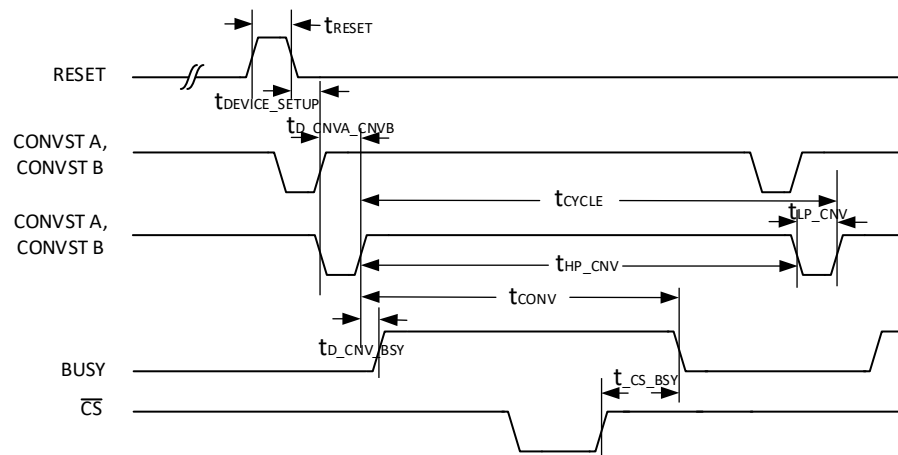 tRESET
RESET
tDEVICE_SETUP
tD_CNVA_CNVB
CONVST A,
CONVST B
tCYCLE
tLP_CNV
CONVST A,
CONVST B
tHP_CNV
tCONV
tD_CNV_BSY
BUSY
t_CS_BSY
CS